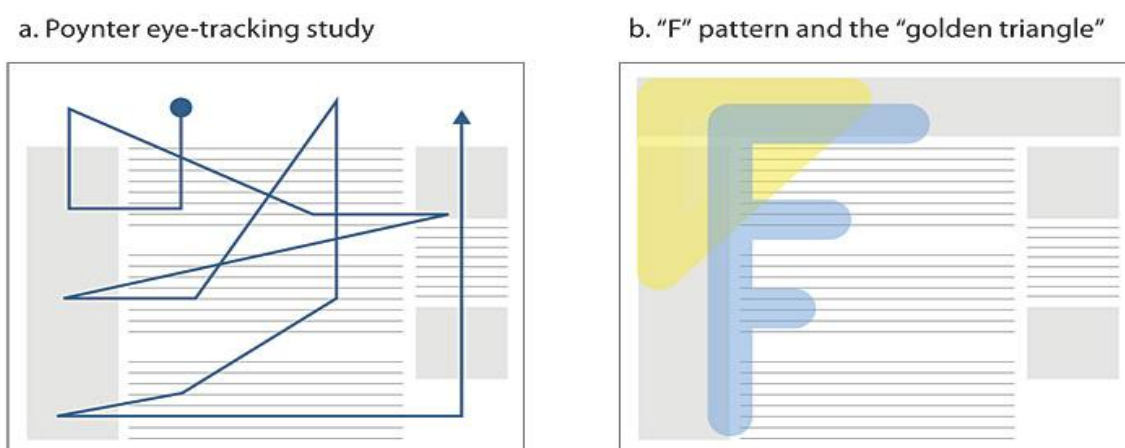 a. Poynter eye-tracking study
b. “F” pattern and the “golden triangle”